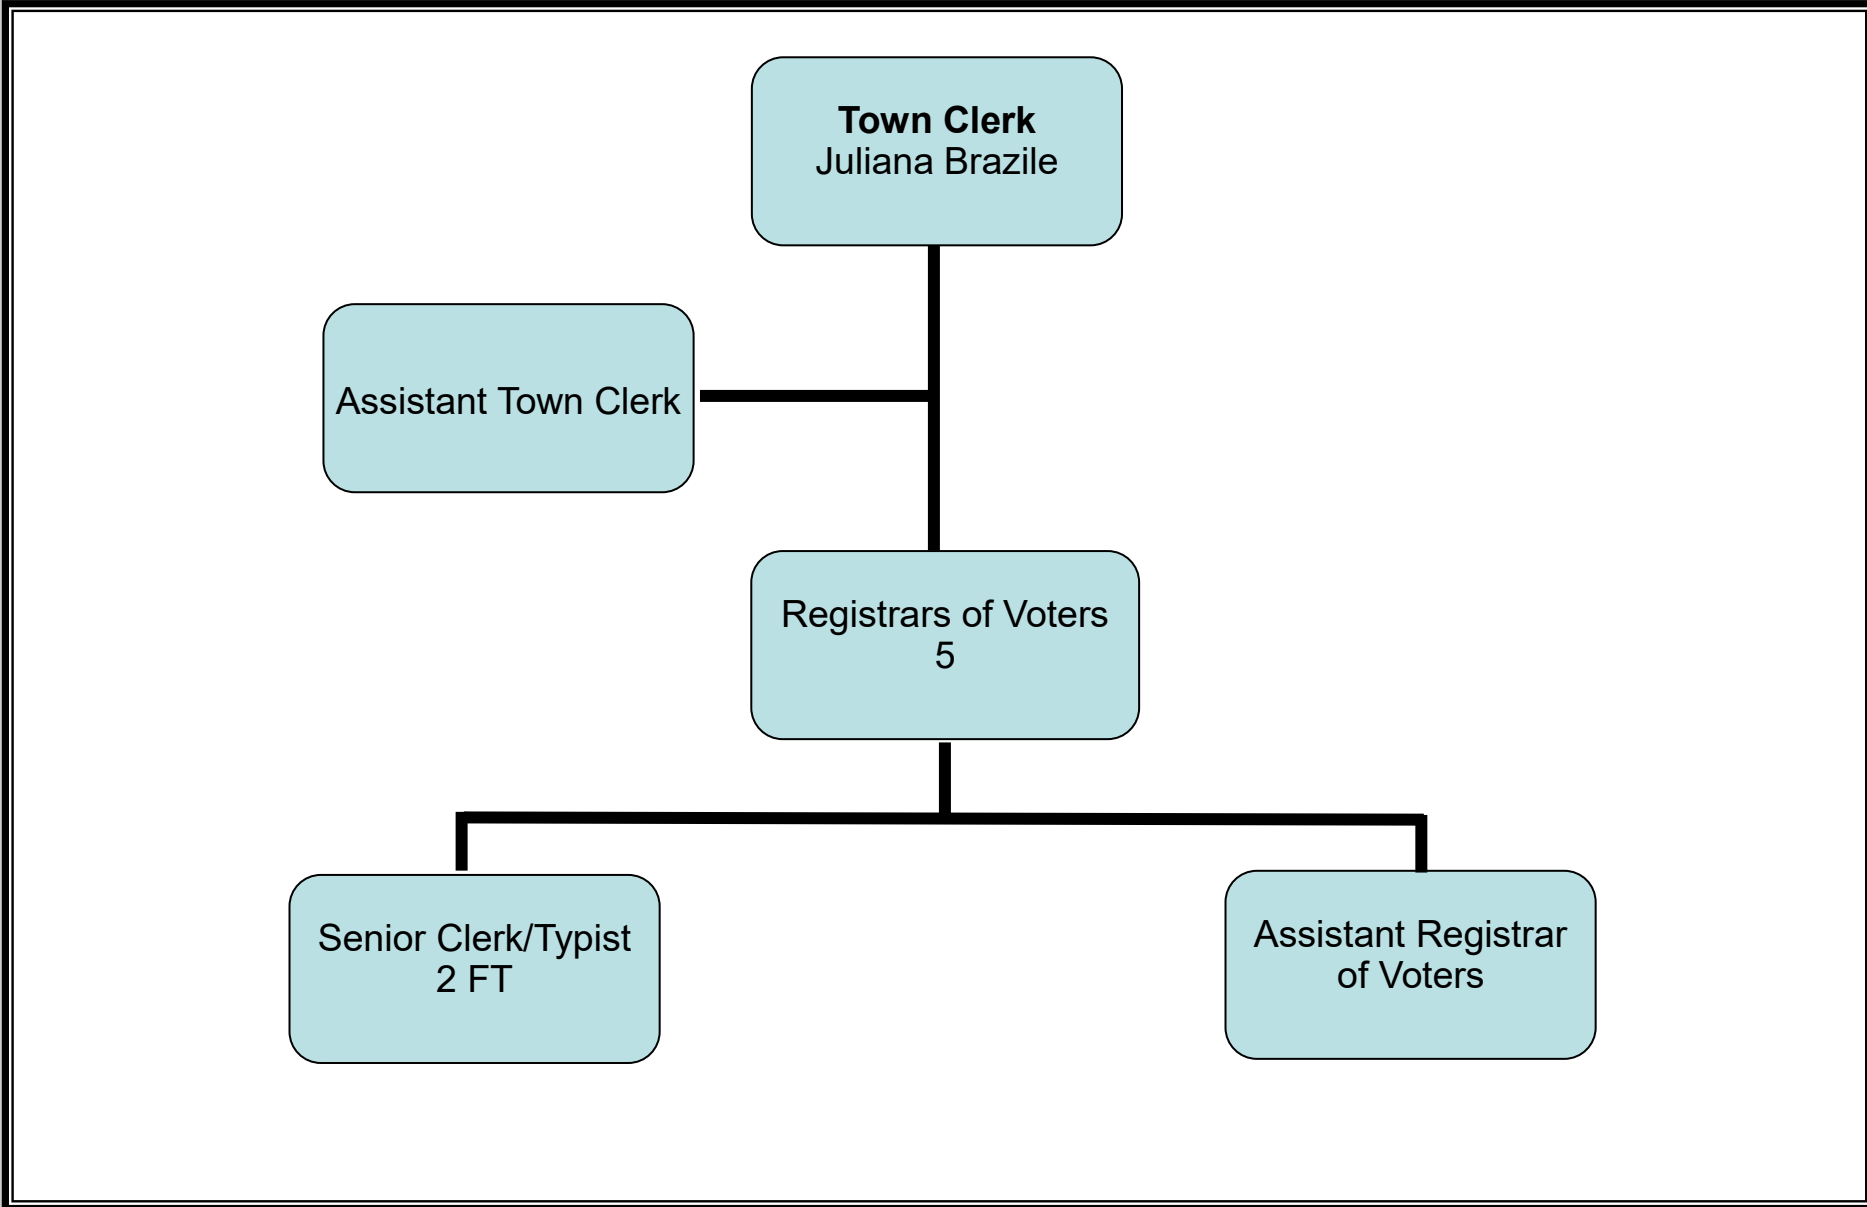 Town Clerk
Juliana Brazile
Assistant Town Clerk
Registrars of Voters
5
Senior Clerk/Typist
2 FT
Assistant Registrar
of Voters